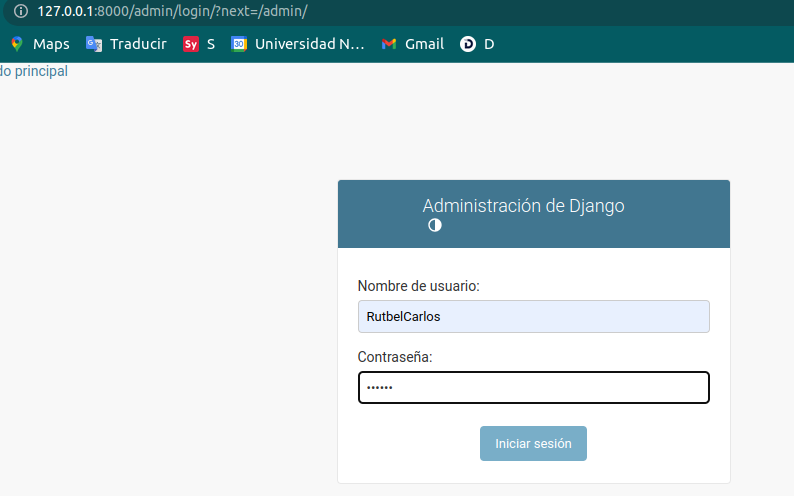 127.0.0.1:8000/admin/login/?next=/admin/
Maps Traducir Sy S 30 Universidad N... Gmail D D
do principal
Administración de Django
Nombre de usuario:
RutbelCarlos
Contraseña:
••••••
Iniciar sesión